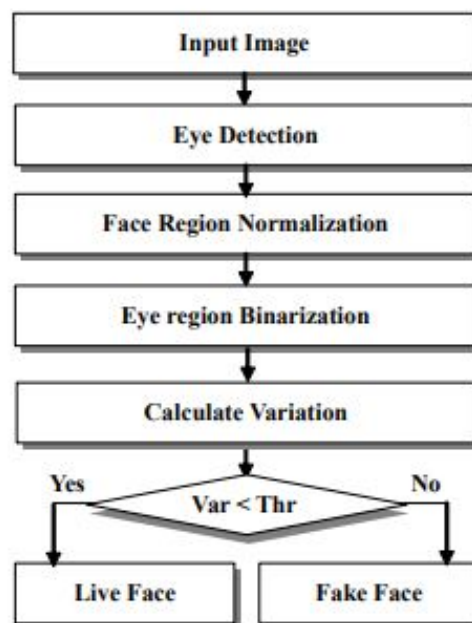 Input Image
Eye Detection
Face Region Normalization
Eye region Binarization
Calculate Variation
Yes
No
Var < Thr
Live Face
Fake Face